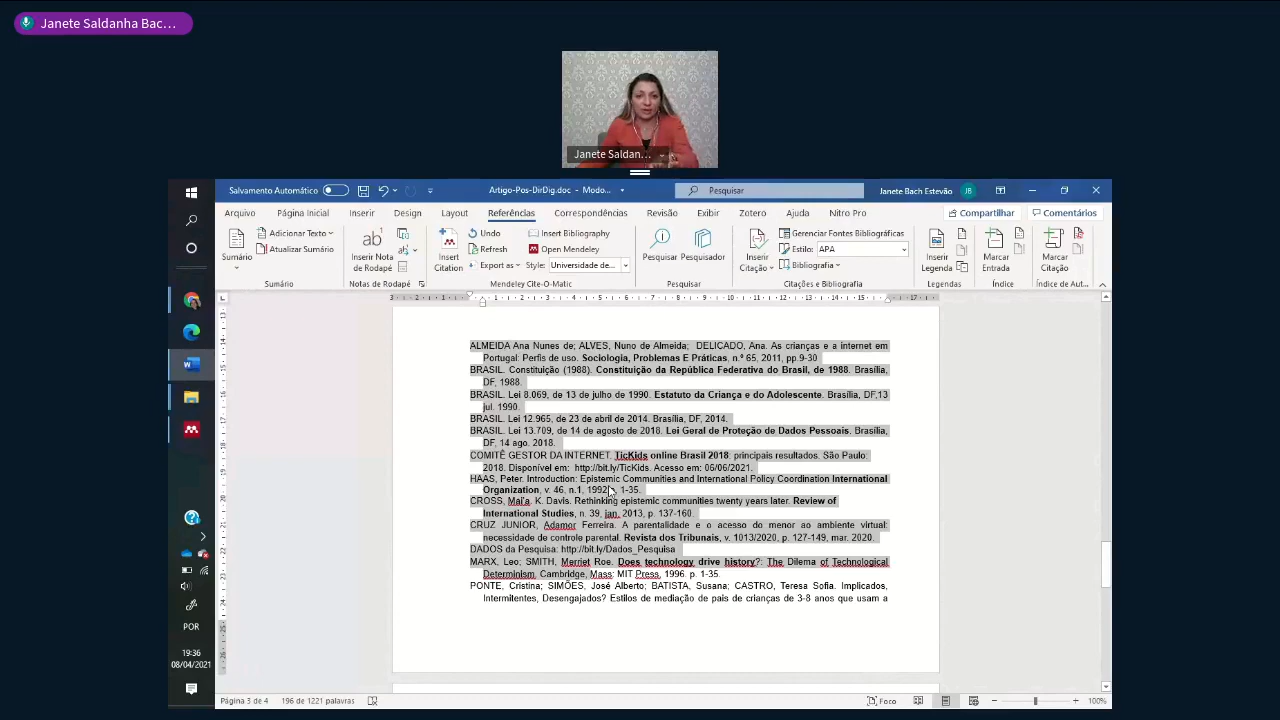 Janete Saldanha Bac...
Janete Saldan...
Salvamento Automático
Artigo-Pos-DirDig.doc - Modo...
Pesquisar
Janete Bach Estevão
JB
Arquivo Página Inicial Inserir Design Layout Referências Correspondências Revisão Exibir Zotero Ajuda Nitro Pro Compartilhar Comentários
Sumário
Adicionar Texto
Atualizar Sumário
Sumário
ab
Inserir Nota de Rodapé
Notas de Rodapé
Insert Citation
Undo
Refresh
Export as
Insert Bibliography
Open Mendeley
Style: Universidade de...
Mendeley Cite-O-Matic
Pesquisar
Pesquisador
Pesquisar
Inserir Citação
Gerenciar Fontes Bibliográficas
Estilo: APA
Bibliografia
Citações e Bibliografia
Inserir Legenda
Legendas
Marcar Entrada
Índice
Marcar Citação
Índice de Aut...
ALMEIDA Ana Nunes de; ALVES, Nuno de Almeida; DELICADO, Ana. As crianças e a internet em
Portugal: Perfis de uso. Sociologia, Problemas E Práticas, n.º 65, 2011, pp.9-30
BRASIL. Constituição (1988). Constituição da República Federativa do Brasil, de 1988. Brasília,
DF, 1988.
BRASIL. Lei 8.069, de 13 de julho de 1990. Estatuto da Criança e do Adolescente. Brasília, DF,13
jul. 1990.
BRASIL. Lei 12.965, de 23 de abril de 2014. Brasília, DF, 2014.
BRASIL. Lei 13.709, de 14 de agosto de 2018. Lei Geral de Proteção de Dados Pessoais. Brasília,
DF, 14 ago. 2018.
COMITÊ GESTOR DA INTERNET. TicKids online Brasil 2018: principais resultados. São Paulo:
2018. Disponível em: http://bit.ly/TicKids. Acesso em: 06/06/2021.
HAAS, Peter. Introduction: Epistemic Communities and International Policy Coordination International
Organization, v. 46, n.1, 1992, 1-35.
CROSS, Mai'a. K. Davis. Rethinking epistemic communities twenty years later. Review of
International Studies, n. 39, jan, 2013, p. 137-160.
CRUZ JUNIOR, Adamor Ferreira. A parentalidade e o acesso do menor ao ambiente virtual:
necessidade de controle parental. Revista dos Tribunais, v. 1013/2020, p. 127-149, mar. 2020.
DADOS da Pesquisa: http://bit.ly/Dados_Pesquisa
MARX, Leo; SMITH, Merriet Roe. Does technology drive history?: The Dilema of Technological
Determinism, Cambridge, Mass: MIT Press, 1996. p. 1-35.
PONTE, Cristina; SIMÕES, José Alberto; BATISTA, Susana; CASTRO, Teresa Sofia. Implicados,
Intermitentes, Desengajados? Estilos de mediação de pais de crianças de 3-8 anos que usam a
POR
19:36
08/04/2021
Página 3 de 4 196 de 1221 palavras Foco 100%